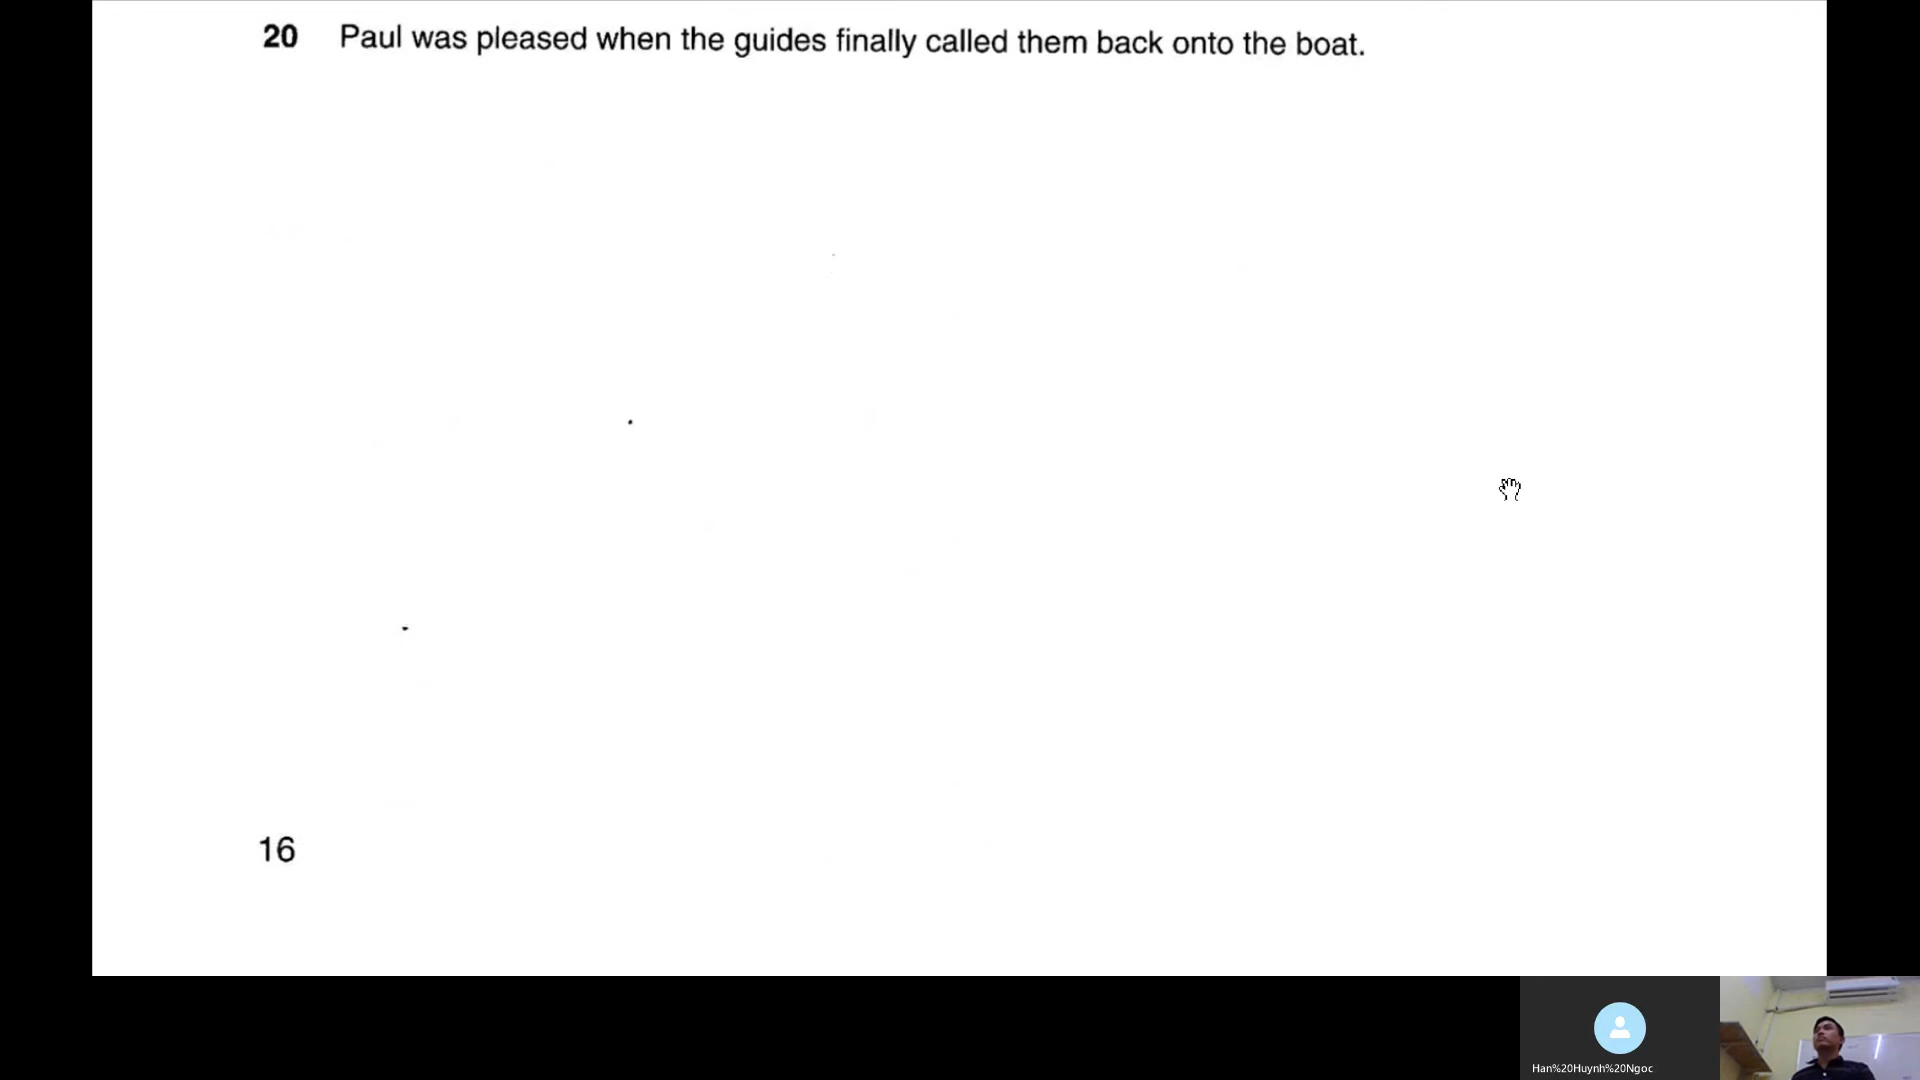 20 Paul was pleased when the guides finally called them back onto the boat.
16
Han%20Huynh%20Ngoc